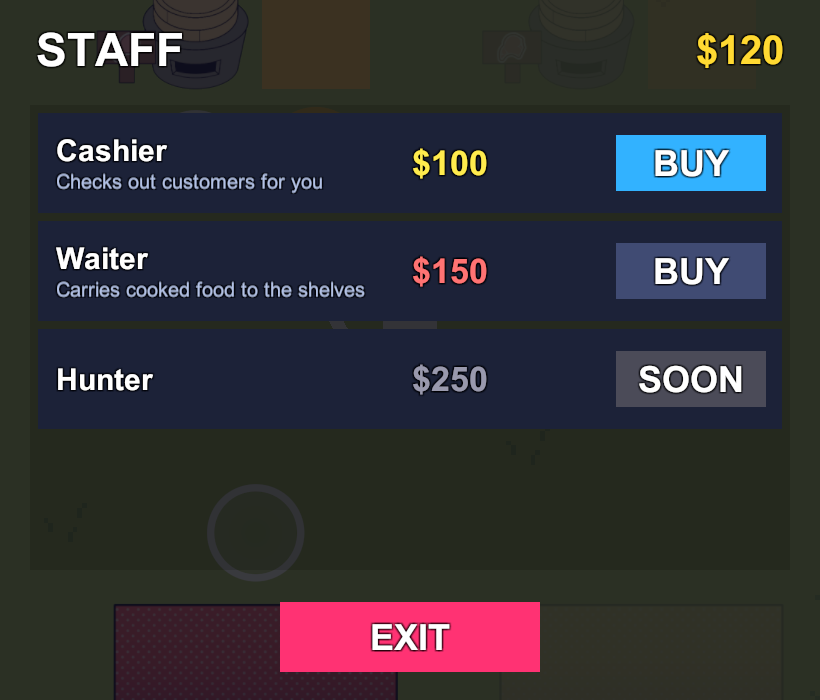 STAFF
$120
Cashier
Checks out customers for you
$100
BUY
Waiter
Carries cooked food to the shelves
$150
BUY
Hunter
$250
SOON
EXIT